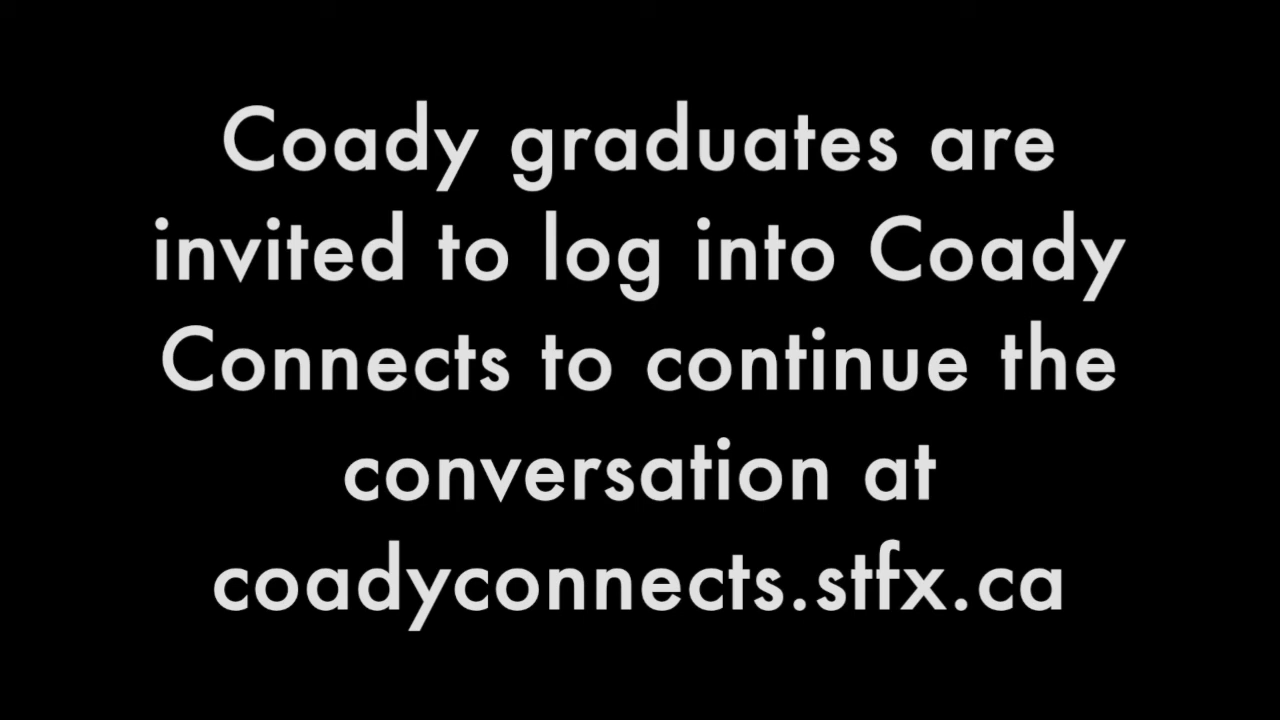 Coady graduates are
invited to log into Coady
Connects to continue the
conversation at
coadyconnects.stfx.ca